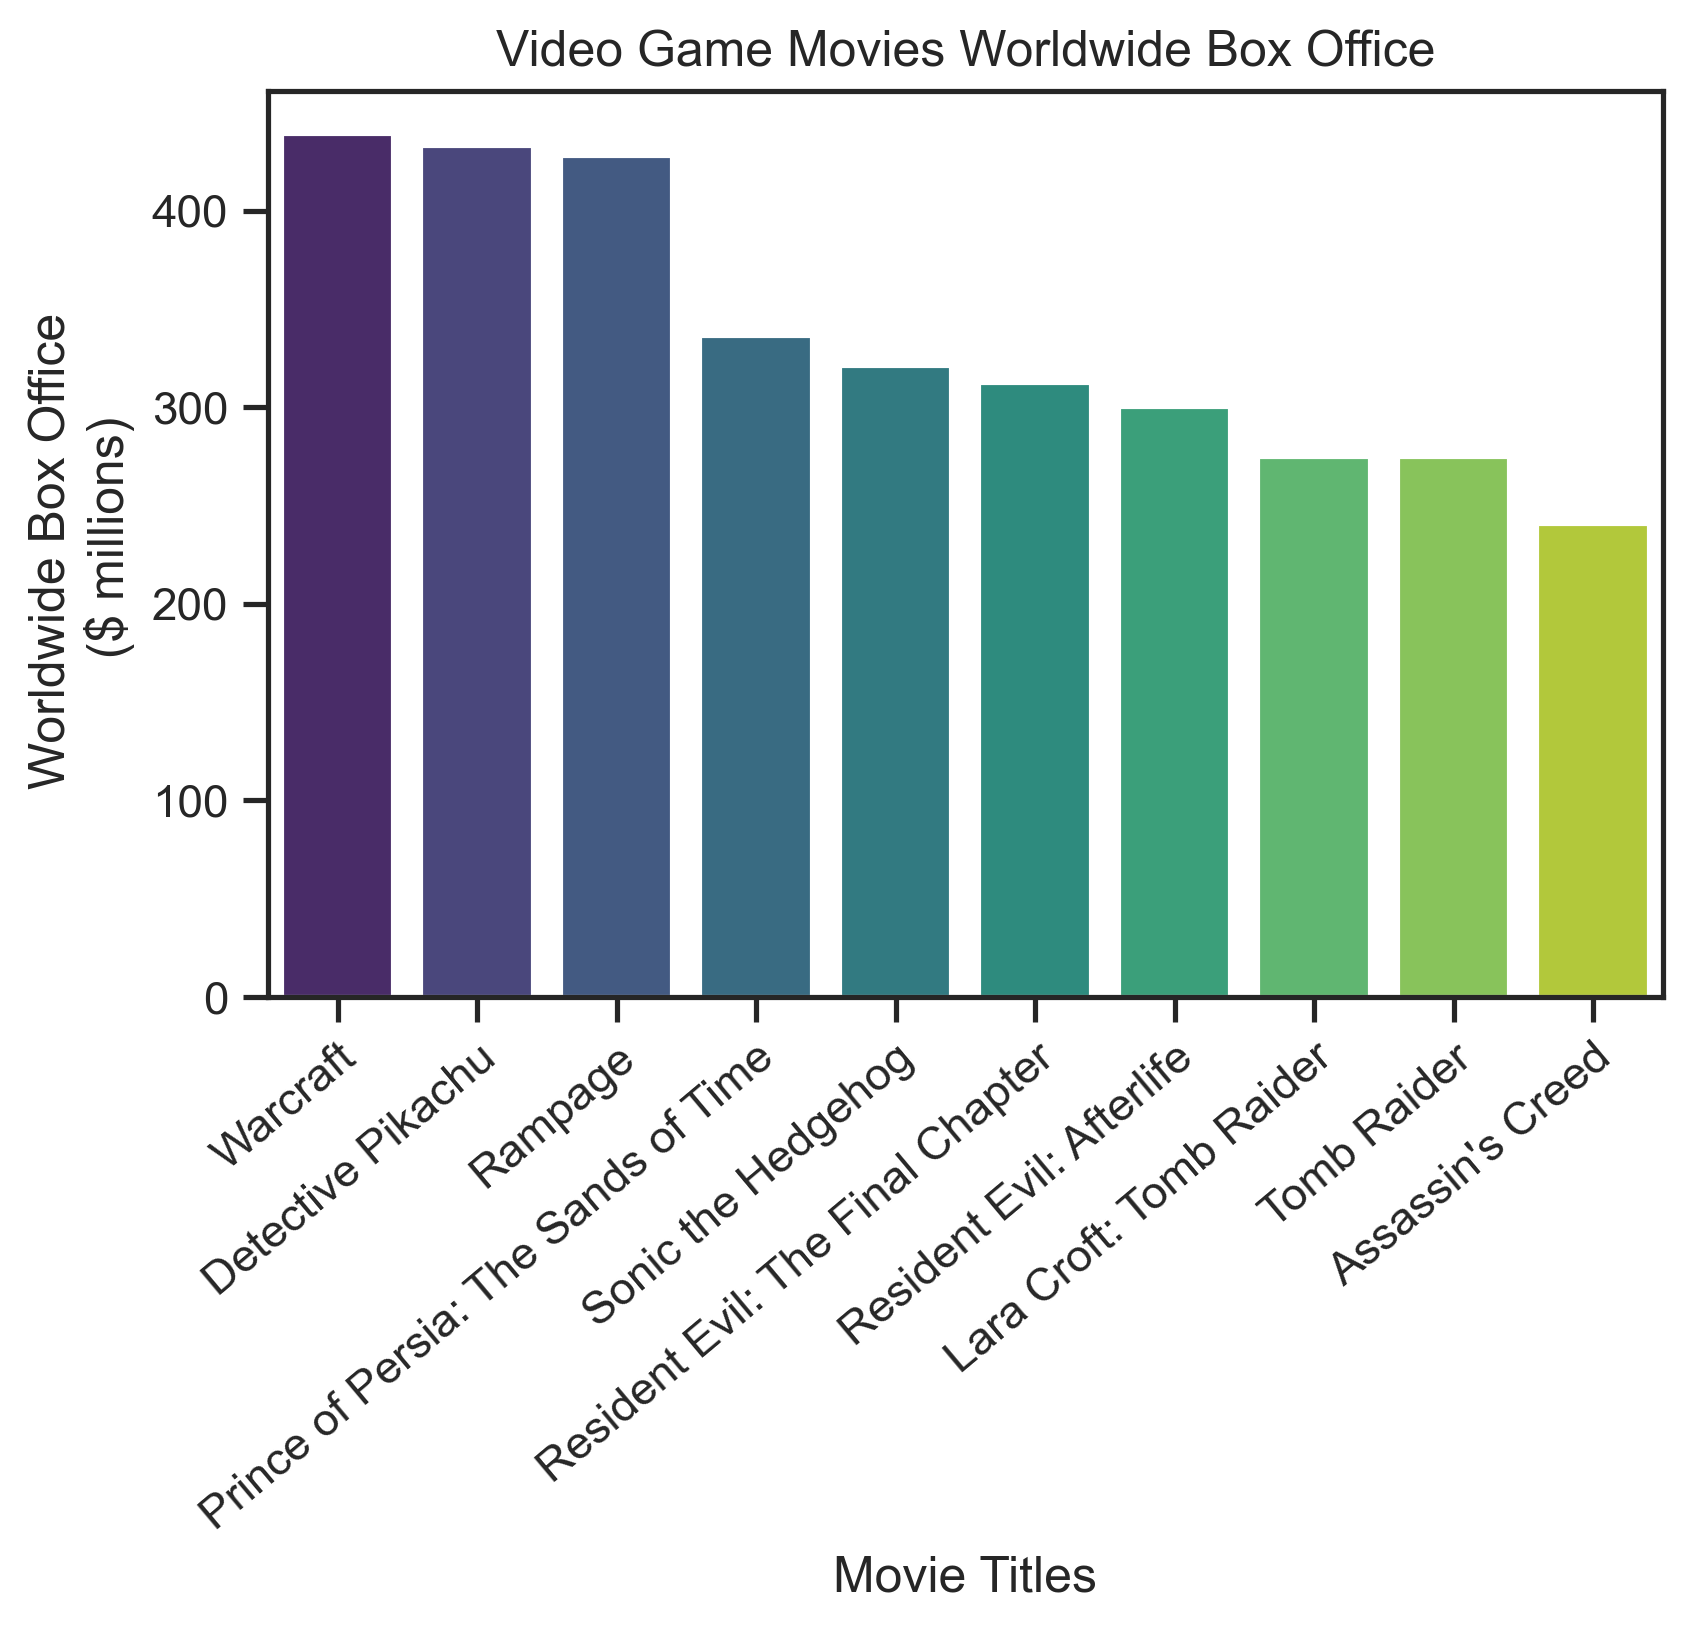 Video Game Movies Worldwide Box Office
Worldwide Box Office
($ millions)
400
300
200
100
0
Warcraft
Detective Pikachu
Rampage
Prince of Persia: The Sands of Time
Sonic the Hedgehog
Resident Evil: The Final Chapter
Resident Evil: Afterlife
Lara Croft: Tomb Raider
Tomb Raider
Assassin's Creed
Movie Titles